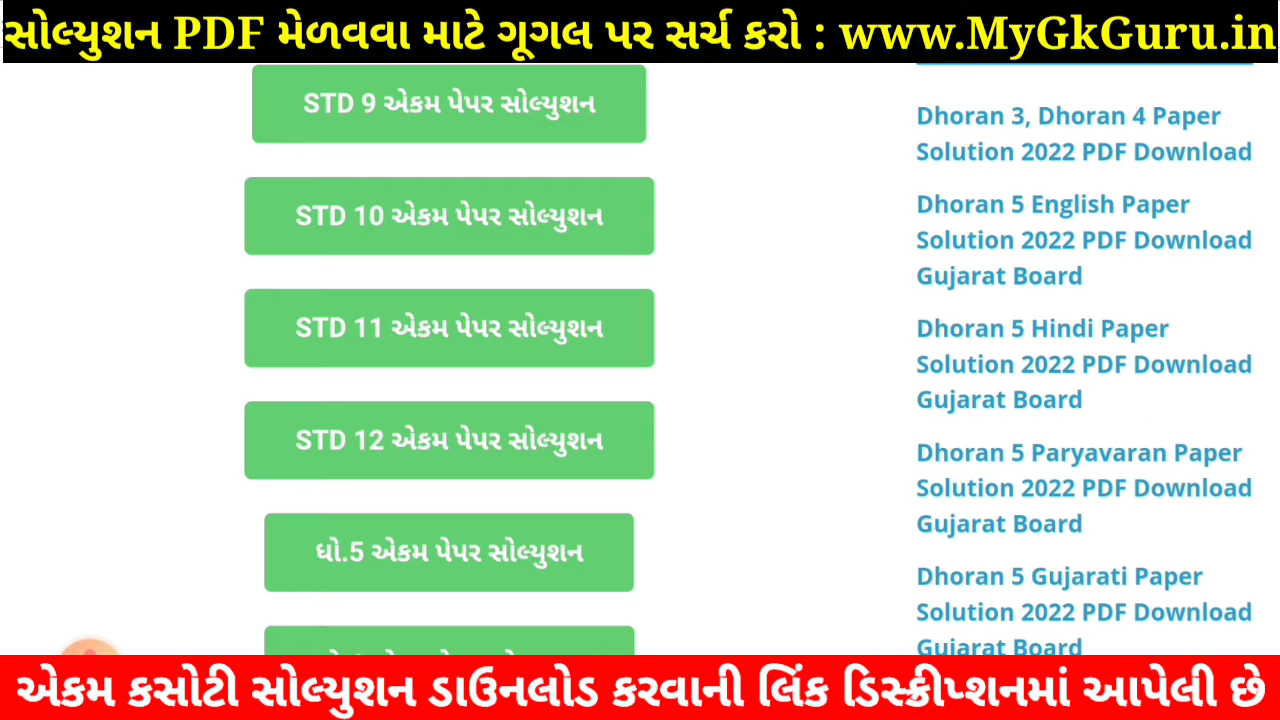 સોલ્યુશન PDF મેળવવા માટે ગૂગલ પર સર્ચ કરો : www.MyGkGuru.in
STD 9 એકમ પેપર સોલ્યુશન
STD 10 એકમ પેપર સોલ્યુશન
STD 11 એકમ પેપર સોલ્યુશન
STD 12 એકમ પેપર સોલ્યુશન
ધો.5 એકમ પેપર સોલ્યુશન
Dhoran 3, Dhoran 4 Paper
Solution 2022 PDF Download
Dhoran 5 English Paper
Solution 2022 PDF Download
Gujarat Board
Dhoran 5 Hindi Paper
Solution 2022 PDF Download
Gujarat Board
Dhoran 5 Paryavaran Paper
Solution 2022 PDF Download
Gujarat Board
Dhoran 5 Gujarati Paper
Solution 2022 PDF Download
Gujarat Board
એકમ કસોટી સોલ્યુશન ડાઉનલોડ કરવાની લિંક ડિસ્ક્રીપ્શનમાં આપેલી છે